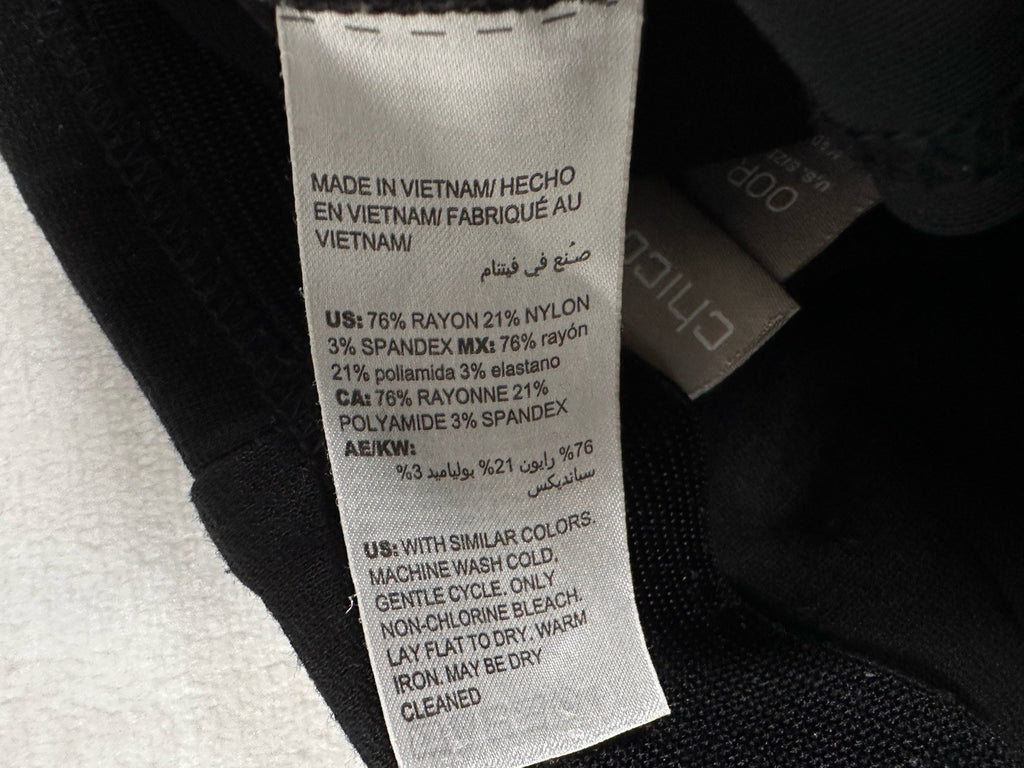 MADE IN VIETNAM/ HECHO
EN VIETNAM/ FABRIQUÉ AU
VIETNAM/
صُنع في فيتنام
US: 76% RAYON 21% NYLON
3% SPANDEX MX: 76% rayón
21% poliamida 3% elastano
CA: 76% RAYONNE 21%
POLYAMIDE 3% SPANDEX
AE/KW:
76% رايون 21% بولياميد 3%
سباندیكس
US: WITH SIMILAR COLORS.
MACHINE WASH COLD,
GENTLE CYCLE. ONLY
NON-CHLORINE BLEACH.
LAY FLAT TO DRY. WARM
IRON. MAY BE DRY
CLEANED
chico
00P